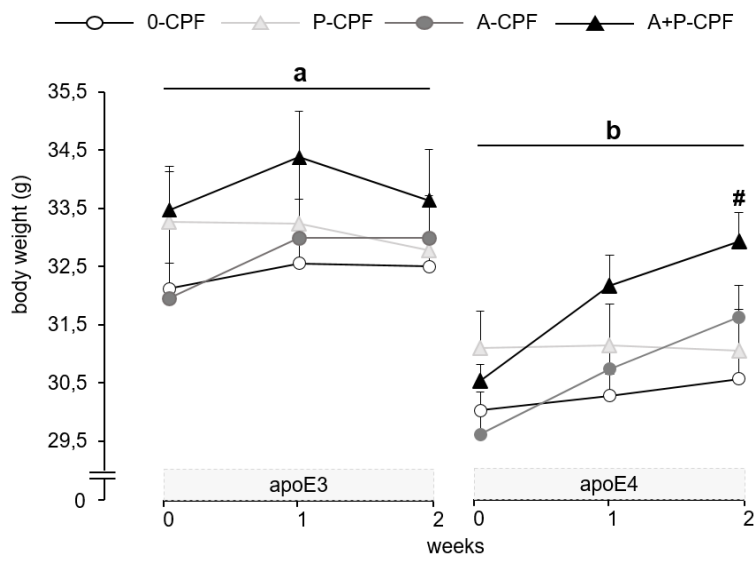 0-CPF P-CPF A-CPF A+P-CPF
a
b
#
35,5
34,5
33,5
32,5
31,5
30,5
29,5
0
body weight (g)
apoE3 apoE4
0 1 2 0 1 2
weeks